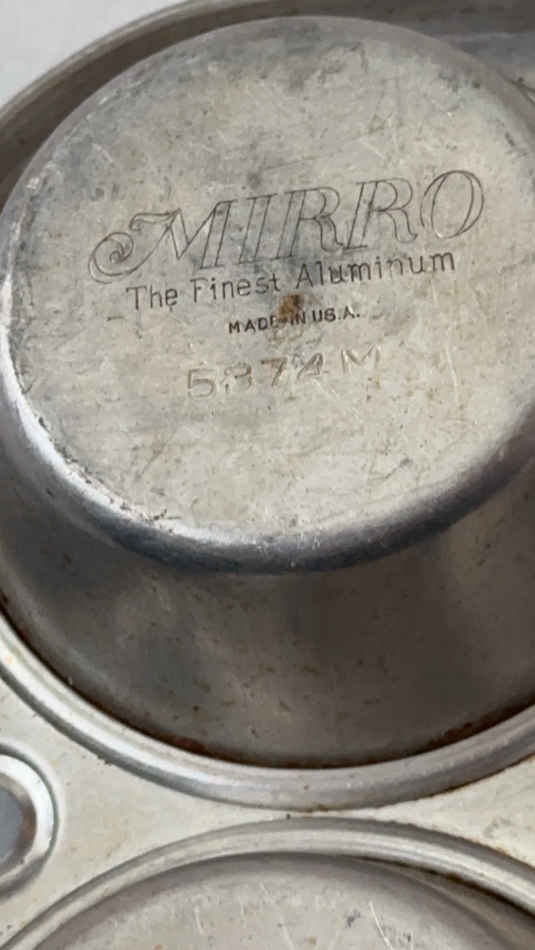 MIRRO
The Finest Aluminum
MADE IN U.S.A.
5374M